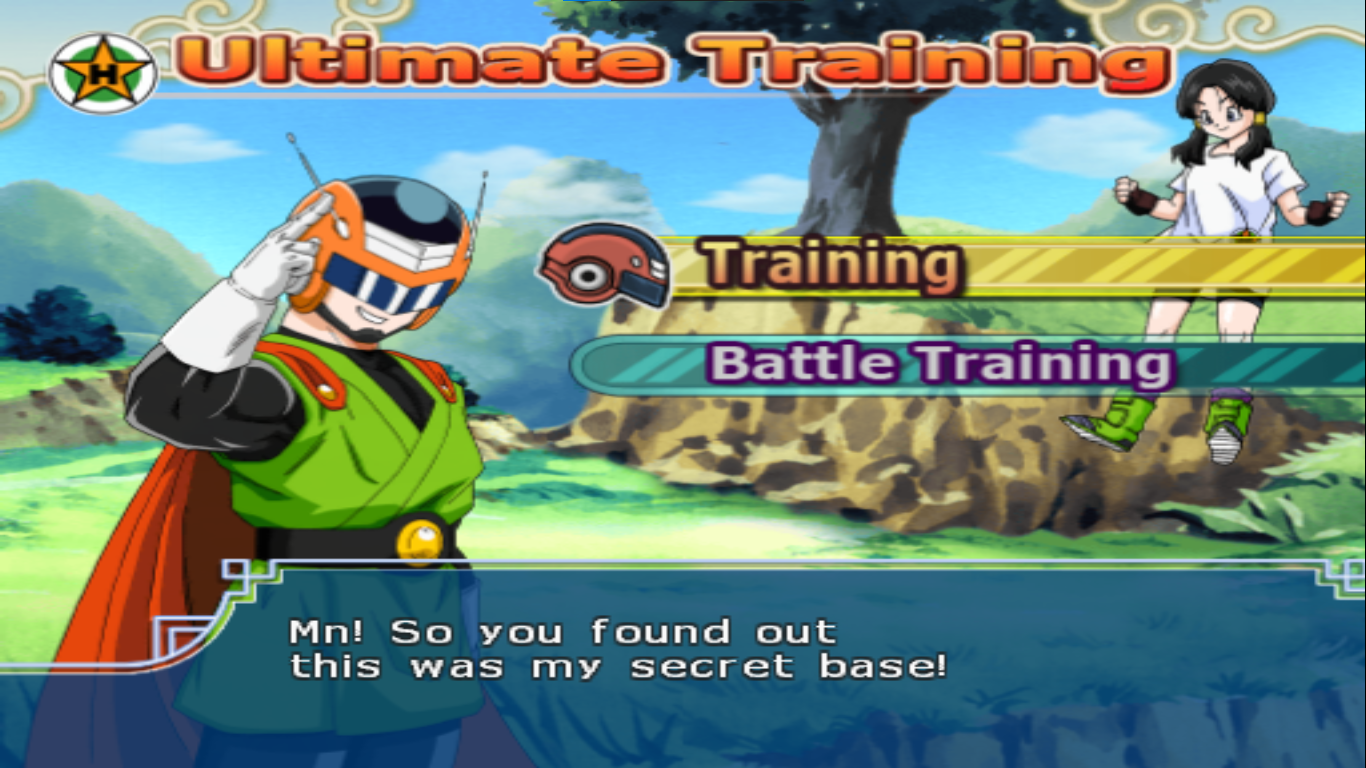 H
Ultimate Training
Training
Battle Training
Mn! So you found out
this was my secret base!